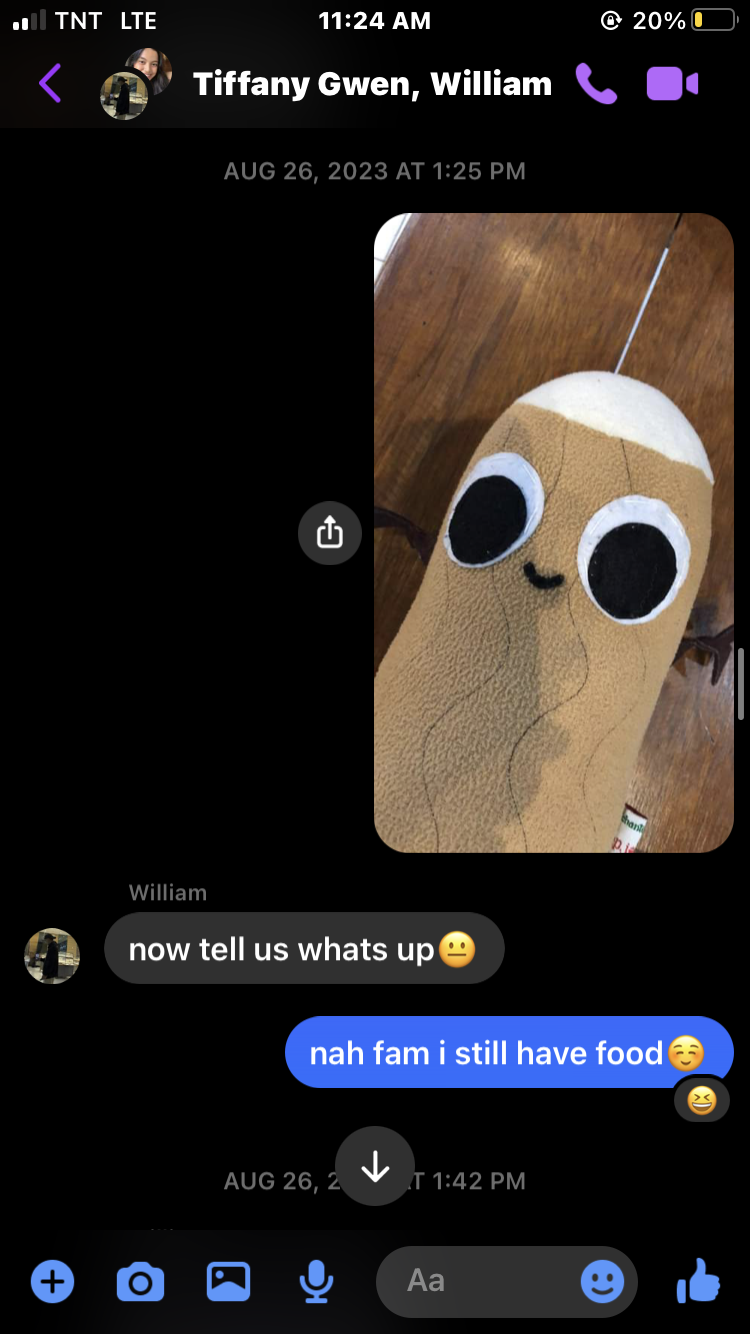 TNT LTE 11:24 AM 20%
Tiffany Gwen, William
AUG 26, 2023 AT 1:25 PM
William
now tell us whats up😐
nah fam i still have food☺️
😆
AUG 26, 2 T 1:42 PM
Aa